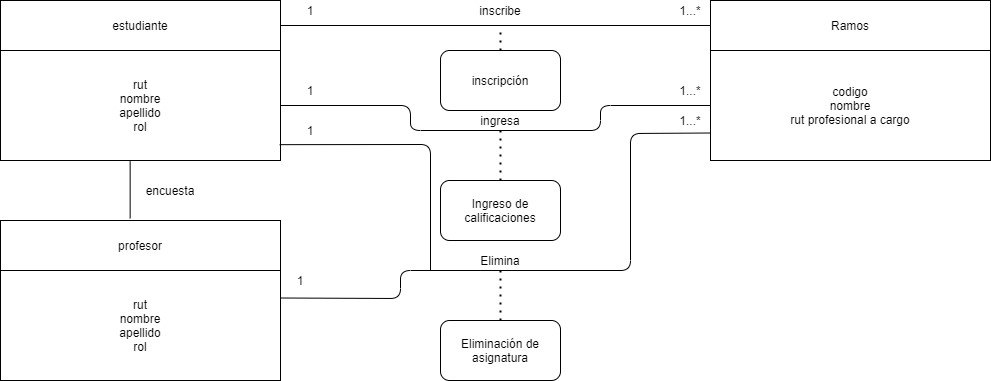 estudiante
1
inscribe
1...*
Ramos
rut
nombre
apellido
rol
inscripción
codigo
nombre
rut profesional a cargo
1
1...*
ingresa
1
1...*
encuesta
Ingreso de
calificaciones
profesor
Elimina
1
rut
nombre
apellido
rol
Eliminación de
asignatura